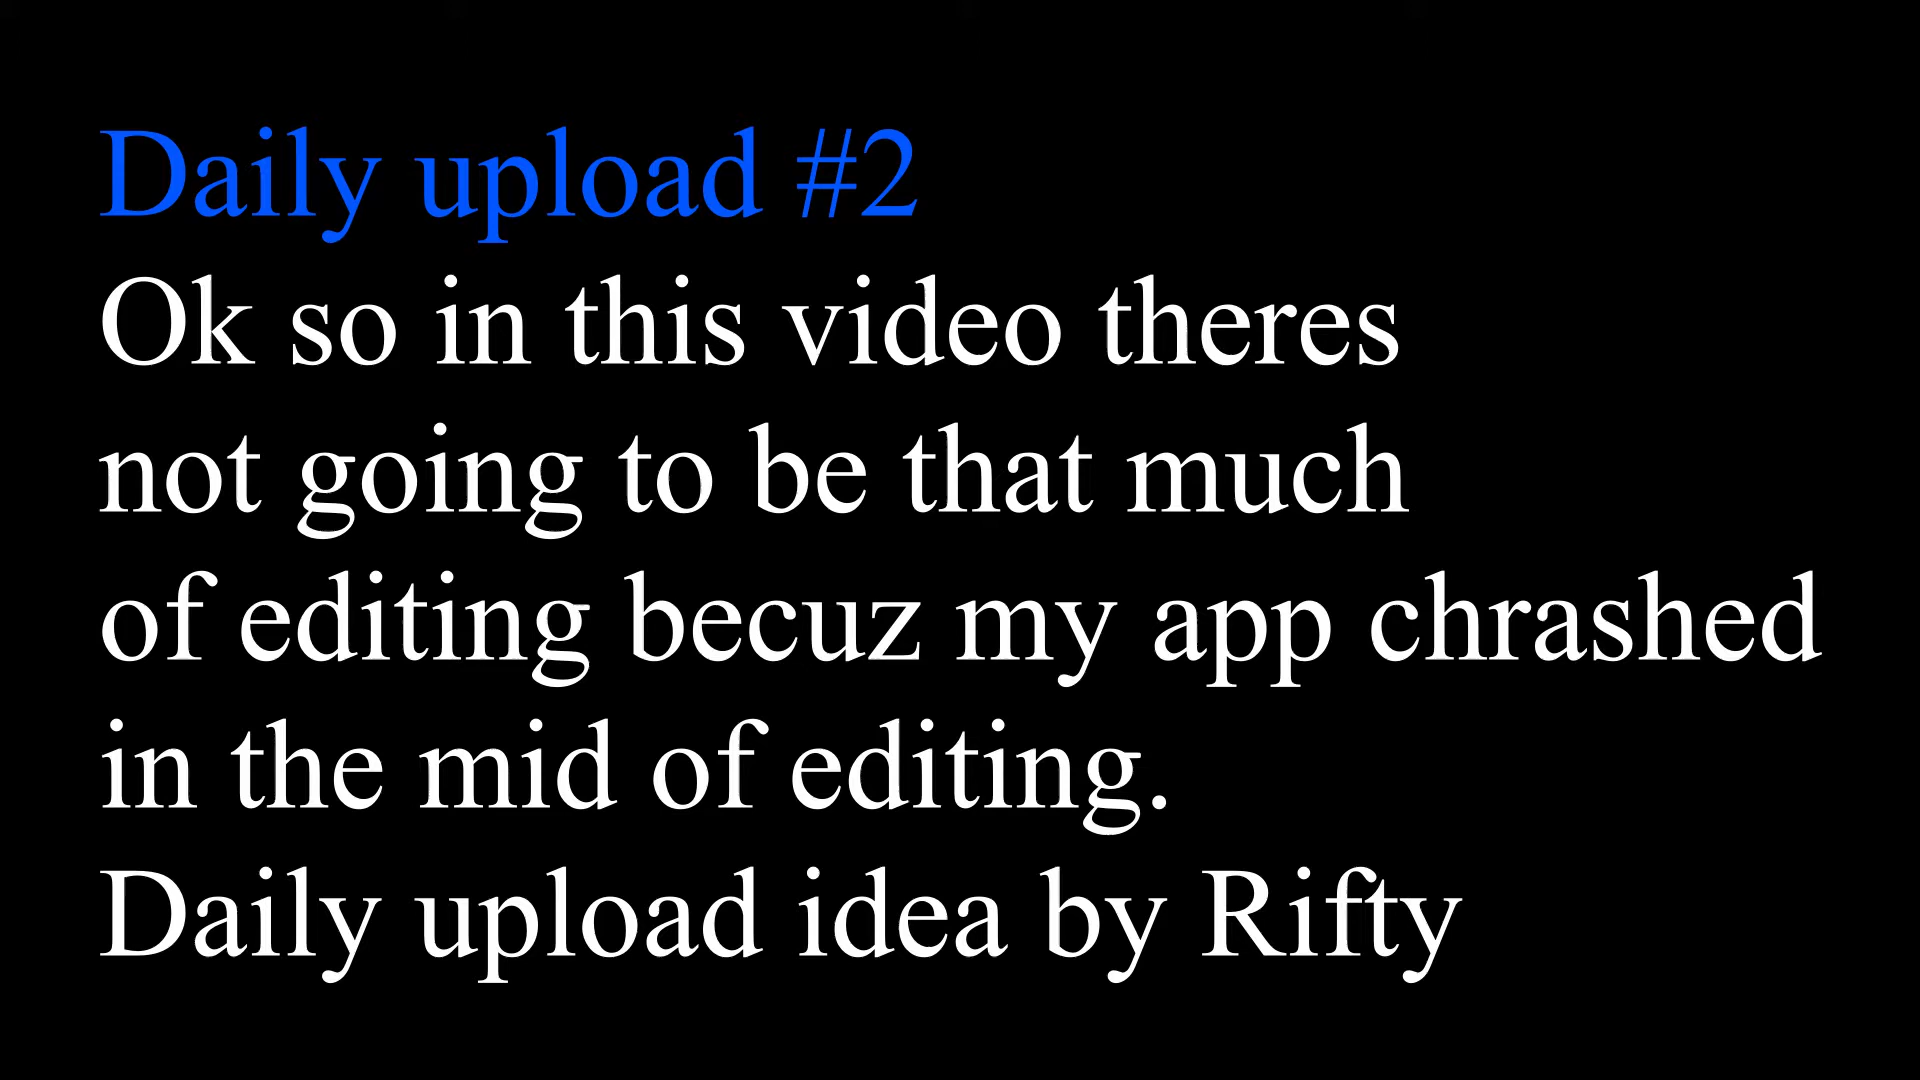 Daily upload #2
Ok so in this video theres
not going to be that much
of editing becuz my app chrashed
in the mid of editing.
Daily upload idea by Rifty